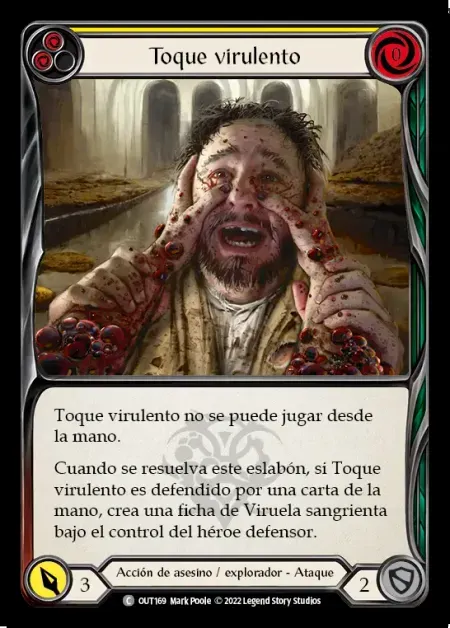 Toque virulento
0
Toque virulento no se puede jugar desde
la mano.
Cuando se resuelva este eslabón, si Toque
virulento es defendido por una carta de la
mano, crea una ficha de Viruela sangrienta
bajo el control del héroe defensor.
3
Acción de asesino / explorador - Ataque
2
C OUT169 Mark Poole © 2022 Legend Story Studios